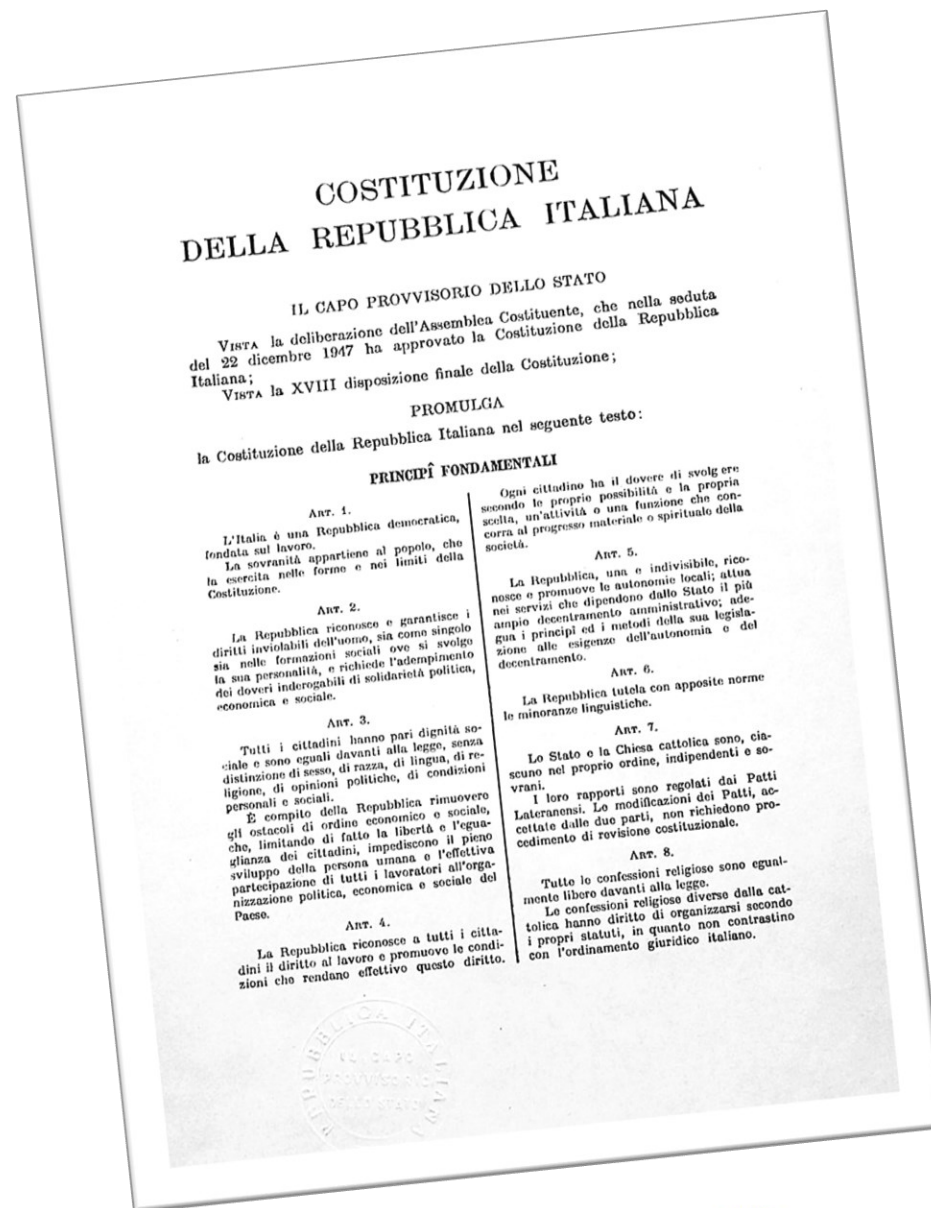 COSTITUZIONE
DELLA REPUBBLICA ITALIANA
IL CAPO PROVVISORIO DELLO STATO
VISTA la deliberazione dell'Assemblea Costituente, che nella seduta
del 22 dicembre 1947 ha approvato la Costituzione della Repubblica
Italiana;
VISTA la XVIII disposizione finale della Costituzione;
PROMULGA
la Costituzione della Repubblica Italiana nel seguente testo:
PRINCIPÎ FONDAMENTALI
ART. 1.
L'Italia è una Repubblica democratica,
fondata sul lavoro.
La sovranità appartiene al popolo, che
la esercita nelle forme e nei limiti della
Costituzione.
ART. 2.
La Repubblica riconosce e garantisce i
diritti inviolabili dell'uomo, sia come singolo
sia nelle formazioni sociali ove si svolge
la sua personalità, e richiede l'adempimento
dei doveri inderogabili di solidarietà politica,
economica e sociale.
ART. 3.
Tutti i cittadini hanno pari dignità so-
ciale e sono eguali davanti alla legge, senza
distinzione di sesso, di razza, di lingua, di re-
ligione, di opinioni politiche, di condizioni
personali e sociali.
È compito della Repubblica rimuovere
gli ostacoli di ordine economico e sociale,
che, limitando di fatto la libertà e l'egua-
glianza dei cittadini, impediscono il pieno
sviluppo della persona umana e l'effettiva
partecipazione di tutti i lavoratori all'orga-
nizzazione politica, economica e sociale del
Paese.
ART. 4.
La Repubblica riconosce a tutti i citta-
dini il diritto al lavoro e promuove le condi-
zioni che rendano effettivo questo diritto.
Ogni cittadino ha il dovere di svolgere
secondo le proprie possibilità e la propria
scelta, un'attività o una funzione che con-
corra al progresso materiale o spirituale della
società.
ART. 5.
La Repubblica, una e indivisibile, rico-
nosce e promuove le autonomie locali; attua
nei servizi che dipendono dallo Stato il più
ampio decentramento amministrativo; ade-
gua i principî ed i metodi della sua legisla-
zione alle esigenze dell'autonomia e del
decentramento.
ART. 6.
La Repubblica tutela con apposite norme
le minoranze linguistiche.
ART. 7.
Lo Stato e la Chiesa cattolica sono, cia-
scuno nel proprio ordine, indipendenti e so-
vrani.
I loro rapporti sono regolati dai Patti
Lateranensi. Le modificazioni dei Patti, ac-
cettate dalle due parti, non richiedono pro-
cedimento di revisione costituzionale.
ART. 8.
Tutte le confessioni religiose sono egual-
mente libere davanti alla legge.
Le confessioni religiose diverse dalla cat-
tolica hanno diritto di organizzarsi secondo
i propri statuti, in quanto non contrastino
con l'ordinamento giuridico italiano.
REPUBBLICA ITALIANA
IL CAPO
PROVVISORIO
DELLO STATO